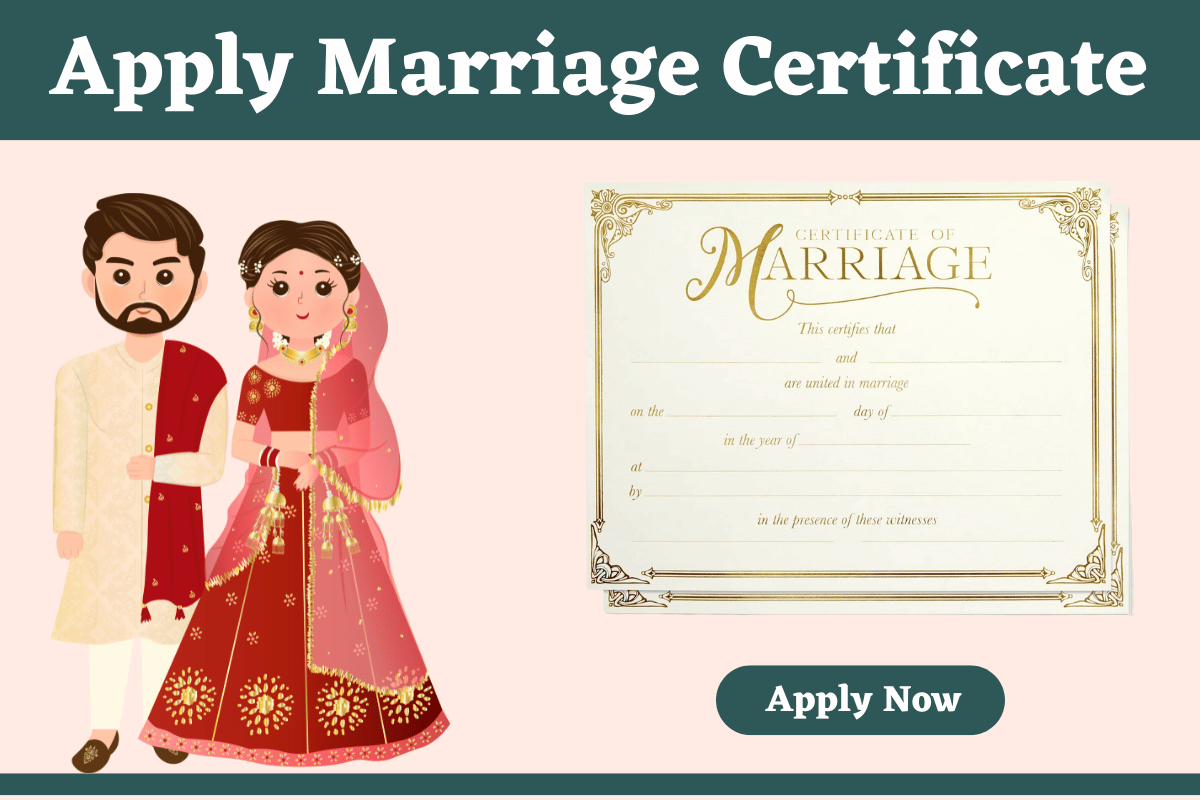 Apply Marriage Certificate
CERTIFICATE OF
MARRIAGE
This certifies that
and
are united in marriage
on the day of
in the year of
at
by
in the presence of these witnesses
Apply Now